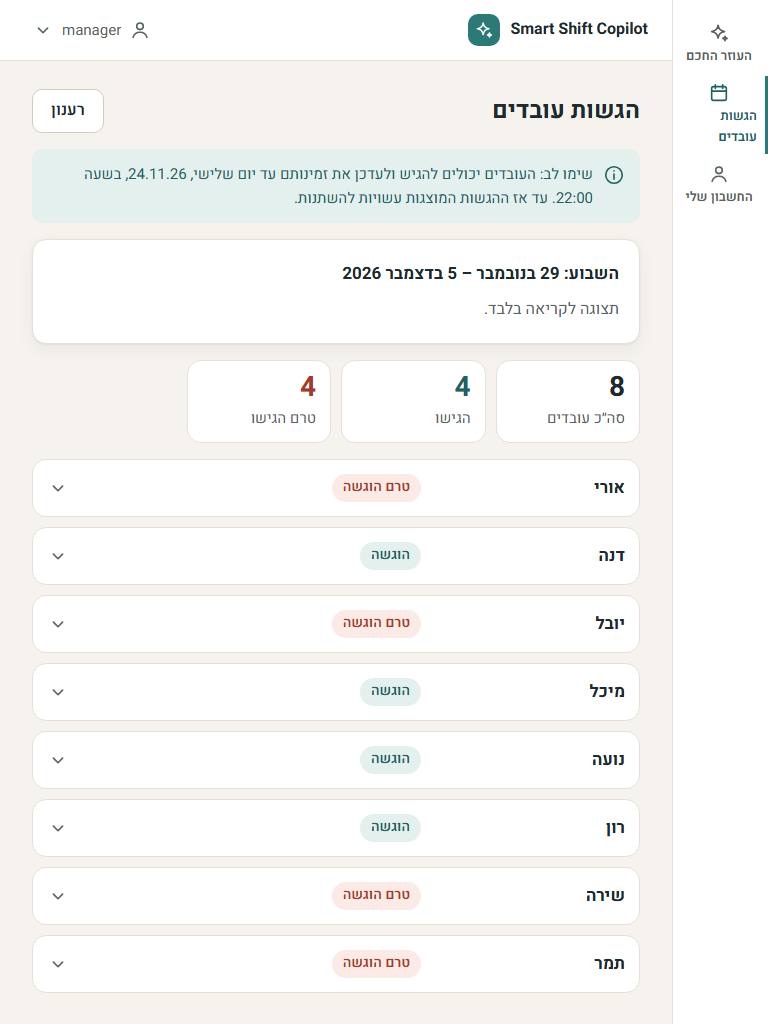 Smart Shift Copilot
manager
העוזר החכם
הגשות
עובדים
החשבון שלי
הגשות עובדים
רענון
שימו לב: העובדים יכולים להגיש ולעדכן את זמינותם עד יום שלישי, 24.11.26, בשעה
22:00. עד אז ההגשות המוצגות עשויות להשתנות.
השבוע: 29 בנובמבר – 5 בדצמבר 2026
תצוגה לקריאה בלבד.
8
סה״כ עובדים
4
הגישו
4
טרם הגישו
אורי
טרם הוגשה
דנה
הוגשה
יובל
טרם הוגשה
מיכל
הוגשה
נועה
הוגשה
רון
הוגשה
שירה
טרם הוגשה
תמר
טרם הוגשה